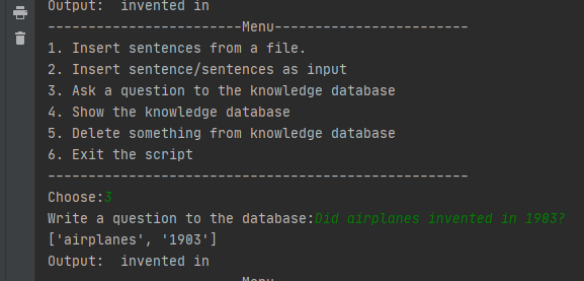 Output:  invented in
------------------------Menu------------------------
1. Insert sentences from a file.
2. Insert sentence/sentences as input
3. Ask a question to the knowledge database
4. Show the knowledge database
5. Delete something from knowledge database
6. Exit the script
----------------------------------------------------
Choose:3
Write a question to the database:Did airplanes invented in 1903?
['airplanes', '1903']
Output:  invented in
------------------------Menu------------------------